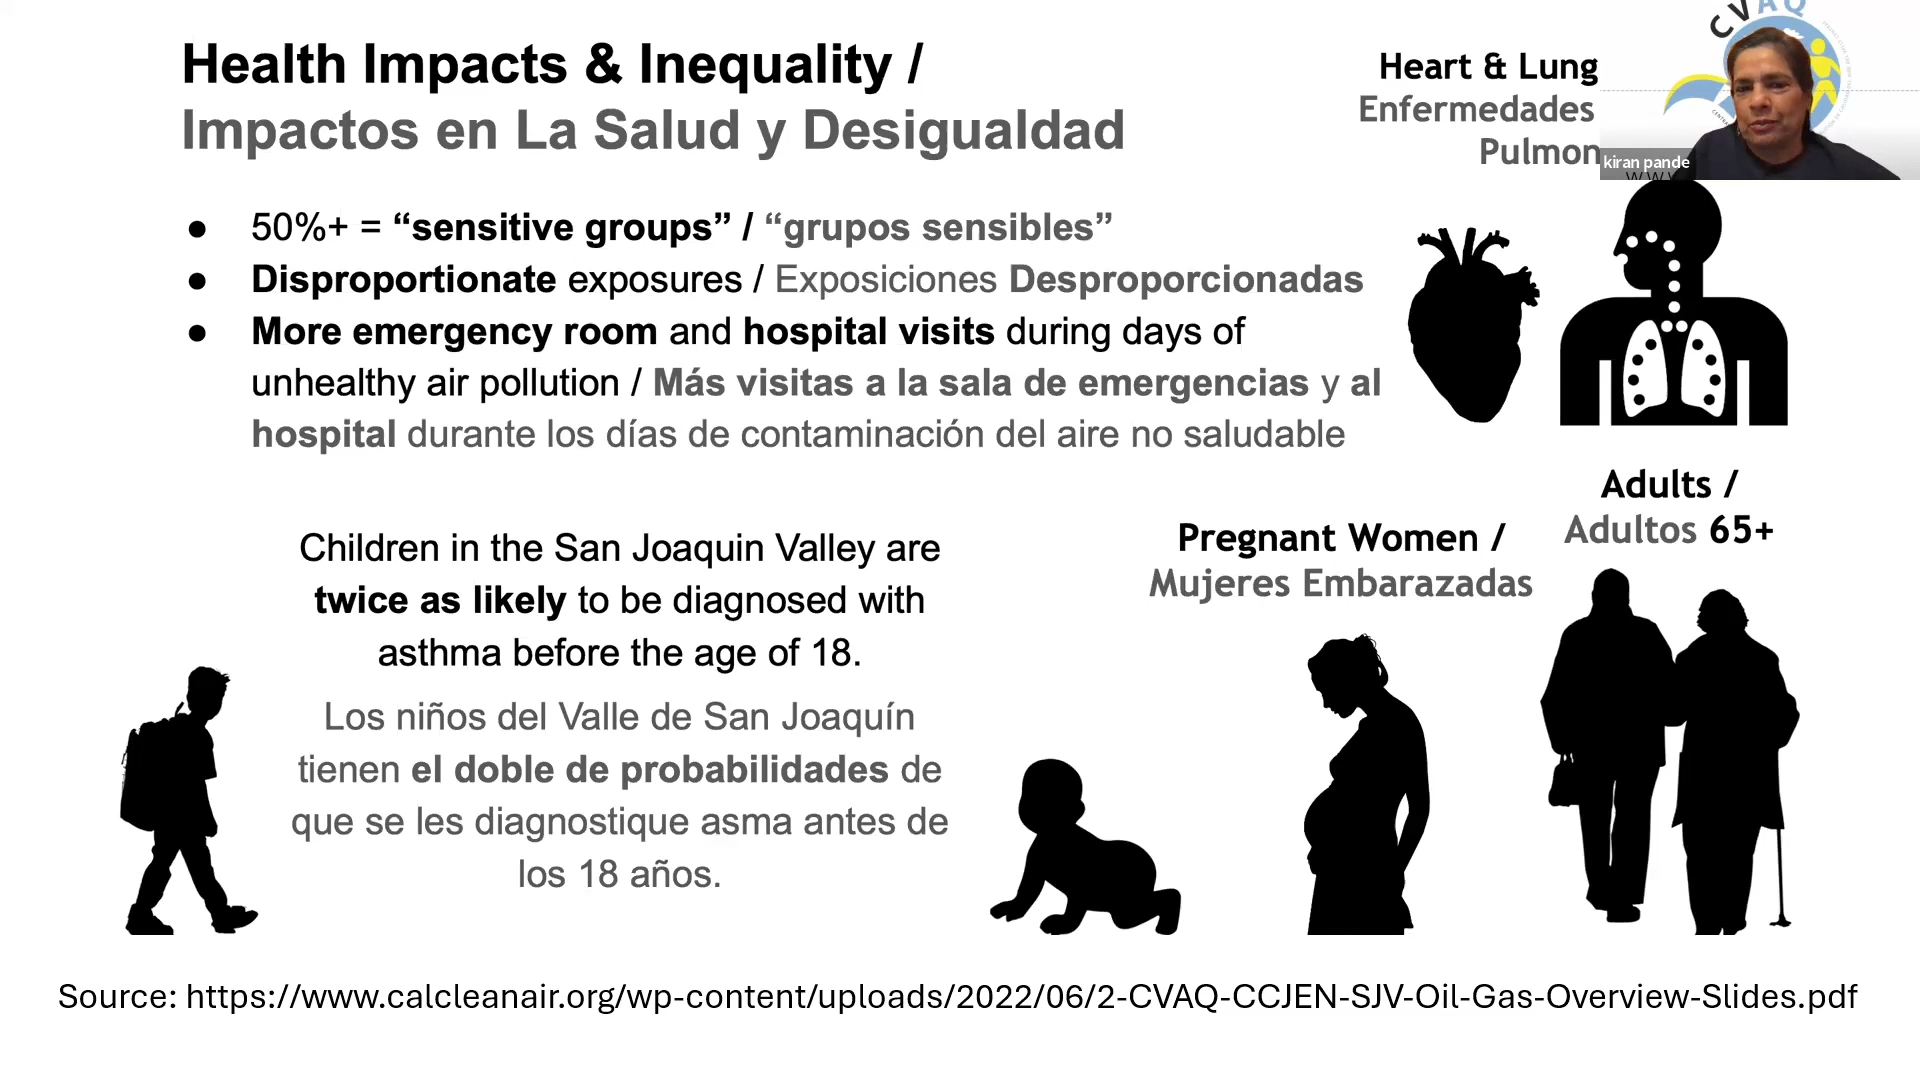 Health Impacts & Inequality /
Impactos en La Salud y Desigualdad
● 50%+ = “sensitive groups” / “grupos sensibles”
● Disproportionate exposures / Exposiciones Desproporcionadas
● More emergency room and hospital visits during days of
unhealthy air pollution / Más visitas a la sala de emergencias y al
hospital durante los días de contaminación del aire no saludable
Heart & Lung
Enfermedades
Pulmon
CVAQ
kiran pande
Children in the San Joaquin Valley are
twice as likely to be diagnosed with
asthma before the age of 18.
Los niños del Valle de San Joaquín
tienen el doble de probabilidades de
que se les diagnostique asma antes de
los 18 años.
Pregnant Women /
Mujeres Embarazadas
Adults /
Adultos 65+
Source: https://www.calcleanair.org/wp-content/uploads/2022/06/2-CVAQ-CCJEN-SJV-Oil-Gas-Overview-Slides.pdf